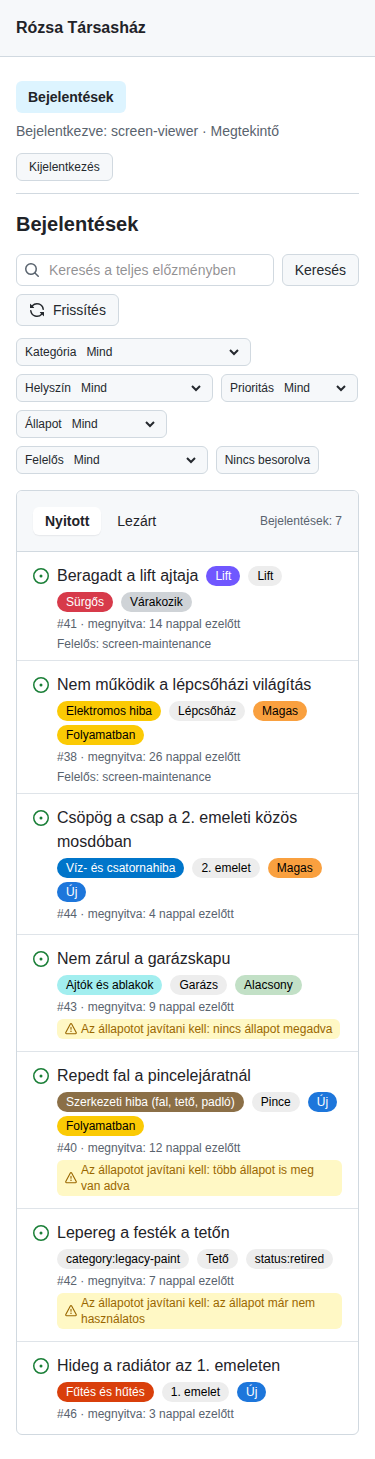 Rózsa Társasház
Bejelentések
Bejelentkezve: screen-viewer · Megtekintő
Kijelentkezés
Bejelentések
Keresés a teljes előzményben
Keresés
Frissítés
Kategória Mind
Helyszín Mind
Prioritás Mind
Állapot Mind
Felelős Mind
Nincs besorolva
Nyitott Lezárt Bejelentések: 7
Beragadt a lift ajtaja Lift Lift
Sürgős Várakozik
#41 · megnyitva: 14 nappal ezelőtt
Felelős: screen-maintenance
Nem működik a lépcsőházi világítás
Elektromos hiba Lépcsőház Magas
Folyamatban
#38 · megnyitva: 26 nappal ezelőtt
Felelős: screen-maintenance
Csöpög a csap a 2. emeleti közös
mosdóban
Víz- és csatornahiba 2. emelet Magas
Új
#44 · megnyitva: 4 nappal ezelőtt
Nem zárul a garázskapu
Ajtók és ablakok Garázs Alacsony
#43 · megnyitva: 9 nappal ezelőtt
Az állapotot javítani kell: nincs állapot megadva
Repedt fal a pincelejáratnál
Szerkezeti hiba (fal, tető, padló) Pince Új
Folyamatban
#40 · megnyitva: 12 nappal ezelőtt
Az állapotot javítani kell: több állapot is meg
van adva
Lepereg a festék a tetőn
category:legacy-paint Tető status:retired
#42 · megnyitva: 7 nappal ezelőtt
Az állapotot javítani kell: az állapot már nem
használatos
Hideg a radiátor az 1. emeleten
Fűtés és hűtés 1. emelet Új
#46 · megnyitva: 3 nappal ezelőtt